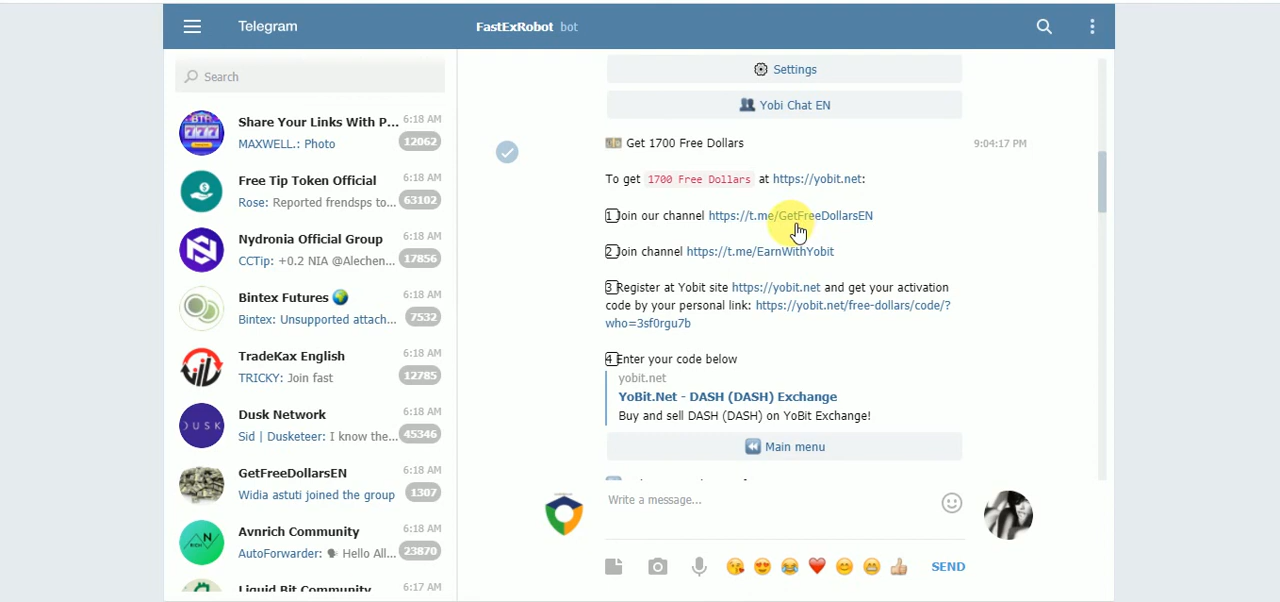 Telegram
FastExRobot bot
Search
Share Your Links With P... 6:18 AM
MAXWELL.: Photo 12062
Free Tip Token Official 6:18 AM
Rose: Reported frendsps to... 63102
Nydronia Official Group 6:18 AM
CCTip: +0.2 NIA @Alechen... 17856
Bintex Futures 6:18 AM
Bintex: Unsupported attach... 7532
TradeKax English 6:18 AM
TRICKY: Join fast 12785
DUSK
Dusk Network 6:18 AM
Sid | Dusketeer: I know the... 45346
GetFreeDollarsEN 6:18 AM
Widia astuti joined the group 1307
Avnrich Community 6:18 AM
AutoForwarder: 🗣 Hello All... 23870
Liquid Bit Community 6:17 AM
Settings
Yobi Chat EN
Get 1700 Free Dollars 9:04:17 PM
To get 1700 Free Dollars at https://yobit.net:
1 Join our channel https://t.me/GetFreeDollarsEN
2 Join channel https://t.me/EarnWithYobit
3 Register at Yobit site https://yobit.net and get your activation
code by your personal link: https://yobit.net/free-dollars/code/?
who=3sf0rgu7b
4 Enter your code below
yobit.net
YoBit.Net - DASH (DASH) Exchange
Buy and sell DASH (DASH) on YoBit Exchange!
Main menu
Write a message...
SEND